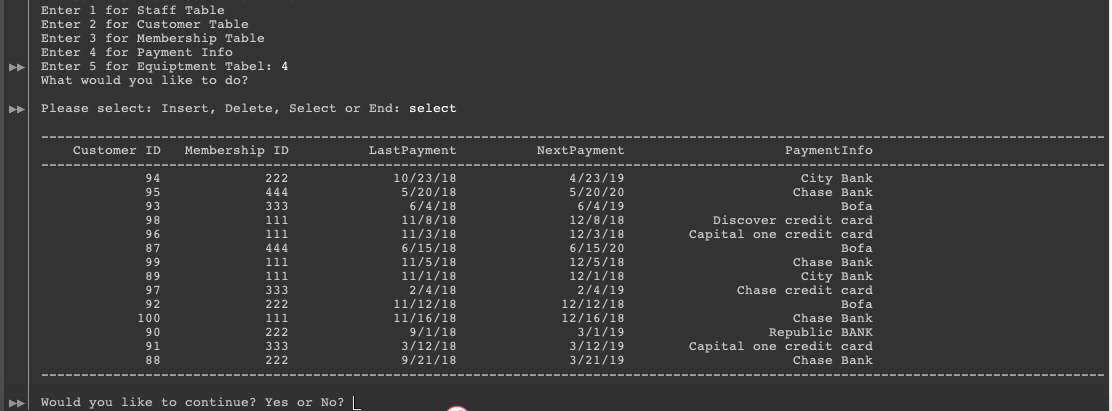 Enter 1 for Staff Table
Enter 2 for Customer Table
Enter 3 for Membership Table
Enter 4 for Payment Info
Enter 5 for Equiptment Tabel: 4
What would you like to do?
Please select: Insert, Delete, Select or End: select
Customer ID Membership ID LastPayment NextPayment PaymentInfo
94 222 10/23/18 4/23/19 City Bank
95 444 5/20/18 5/20/20 Chase Bank
93 333 6/4/18 6/4/19 Bofa
98 111 11/8/18 12/8/18 Discover credit card
96 111 11/3/18 12/3/18 Capital one credit card
87 444 6/15/18 6/15/20 Bofa
99 111 11/5/18 12/5/18 Chase Bank
89 111 11/1/18 12/1/18 City Bank
97 333 2/4/18 2/4/19 Chase credit card
92 222 11/12/18 12/12/18 Bofa
100 111 11/16/18 12/16/18 Chase Bank
90 222 9/1/18 3/1/19 Republic BANK
91 333 3/12/18 3/12/19 Capital one credit card
88 222 9/21/18 3/21/19 Chase Bank
Would you like to continue? Yes or No?